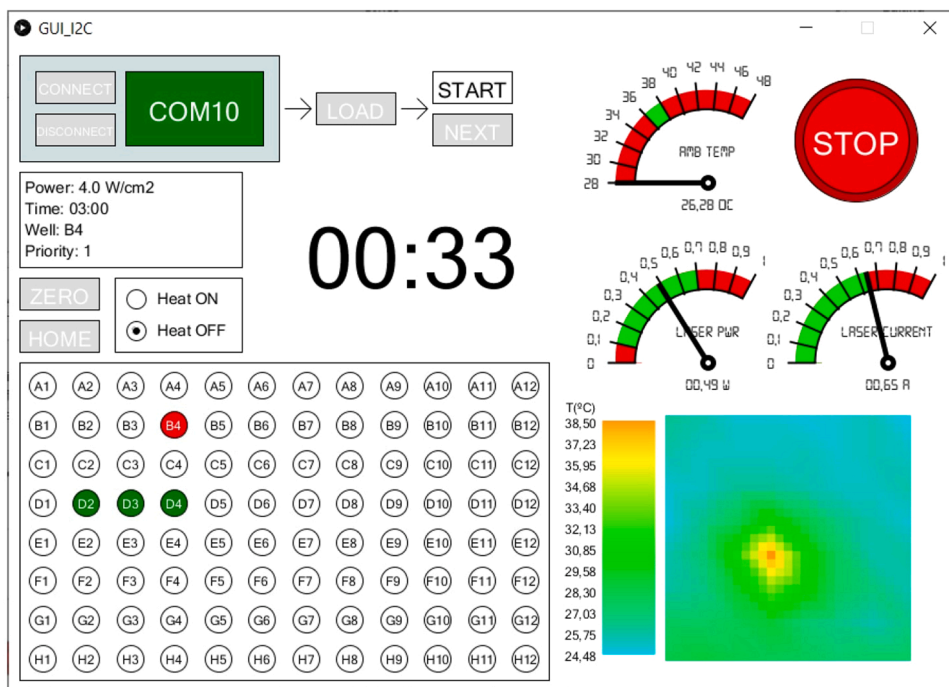 GUI_I2C
CONNECT
DISCONNECT
COM10
LOAD
START
NEXT
Power: 4.0 W/cm2
Time: 03:00
Well: B4
Priority: 1
00:33
ZERO
HOME
Heat ON
Heat OFF
28 30 32 34 36 38 40 42 44 46 48
AMB TEMP
26,28 ºC
STOP
0 0,1 0,2 0,3 0,4 0,5 0,6 0,7 0,8 0,9 1
LASER PWR
00,49 W
0 0,1 0,2 0,3 0,4 0,5 0,6 0,7 0,8 0,9 1
LASER CURRENT
00,65 A
A1 A2 A3 A4 A5 A6 A7 A8 A9 A10 A11 A12
B1 B2 B3 B4 B5 B6 B7 B8 B9 B10 B11 B12
C1 C2 C3 C4 C5 C6 C7 C8 C9 C10 C11 C12
D1 D2 D3 D4 D5 D6 D7 D8 D9 D10 D11 D12
E1 E2 E3 E4 E5 E6 E7 E8 E9 E10 E11 E12
F1 F2 F3 F4 F5 F6 F7 F8 F9 F10 F11 F12
G1 G2 G3 G4 G5 G6 G7 G8 G9 G10 G11 G12
H1 H2 H3 H4 H5 H6 H7 H8 H9 H10 H11 H12
T(ºC)
38,50
37,23
35,95
34,68
33,40
32,13
30,85
29,58
28,30
27,03
25,75
24,48